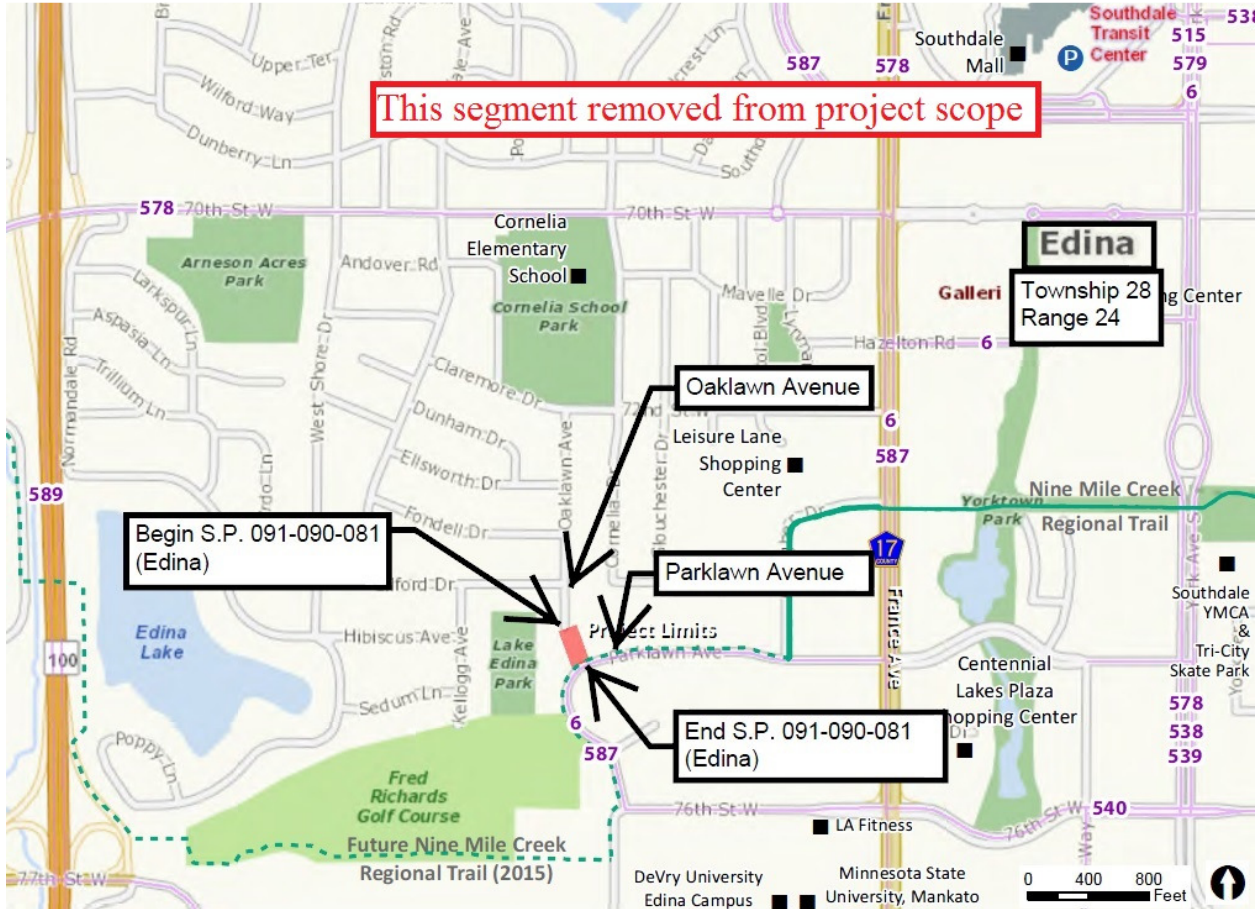 Southdale
Mall
Southdale
Transit
Center
P
538
515
579
6
587
578
Upper Ter
Wilford Way
Dunberry Ln
This segment removed from project scope
578
70th St W
70th St W
Arneson Acres
Park
Andover Rd
Cornelia
Elementary
School
Cornelia School
Park
Mavelle Dr
Hazelton Rd
6
Galleri
Edina
Township 28
Range 24
ng Center
Normandale Rd
Larkspur Ln
Aspasia Ln
Trillium Ln
West Shore Dr
Claremore Dr
Dunham Dr
Ellsworth Dr
Fondell Dr
Oaklawn Ave
Cornelia Dr
Glouchester Dr
Oaklawn Avenue
72nd St W
6
587
Leisure Lane
Shopping
Center
Yorktown
Park
Nine Mile Creek
Regional Trail
589
Begin S.P. 091-090-081
(Edina)
Parklawn Avenue
17
COUNTY
France Ave
York Ave S
Southdale
YMCA
&
Tri-City
Skate Park
Edina
Lake
100
Hibiscus Ave
Kellogg Ave
Sedum Ln
Poppy Ln
Lake
Edina
Park
Project Limits
Parklawn Ave
Centennial
Lakes Plaza
hopping Center
End S.P. 091-090-081
(Edina)
6
587
578
538
539
Fred
Richards
Golf Course
Future Nine Mile Creek
Regional Trail (2015)
77th St W
76th St W
76th St W
540
LA Fitness
DeVry University
Edina Campus
Minnesota State
University, Mankato
0 400 800
Feet